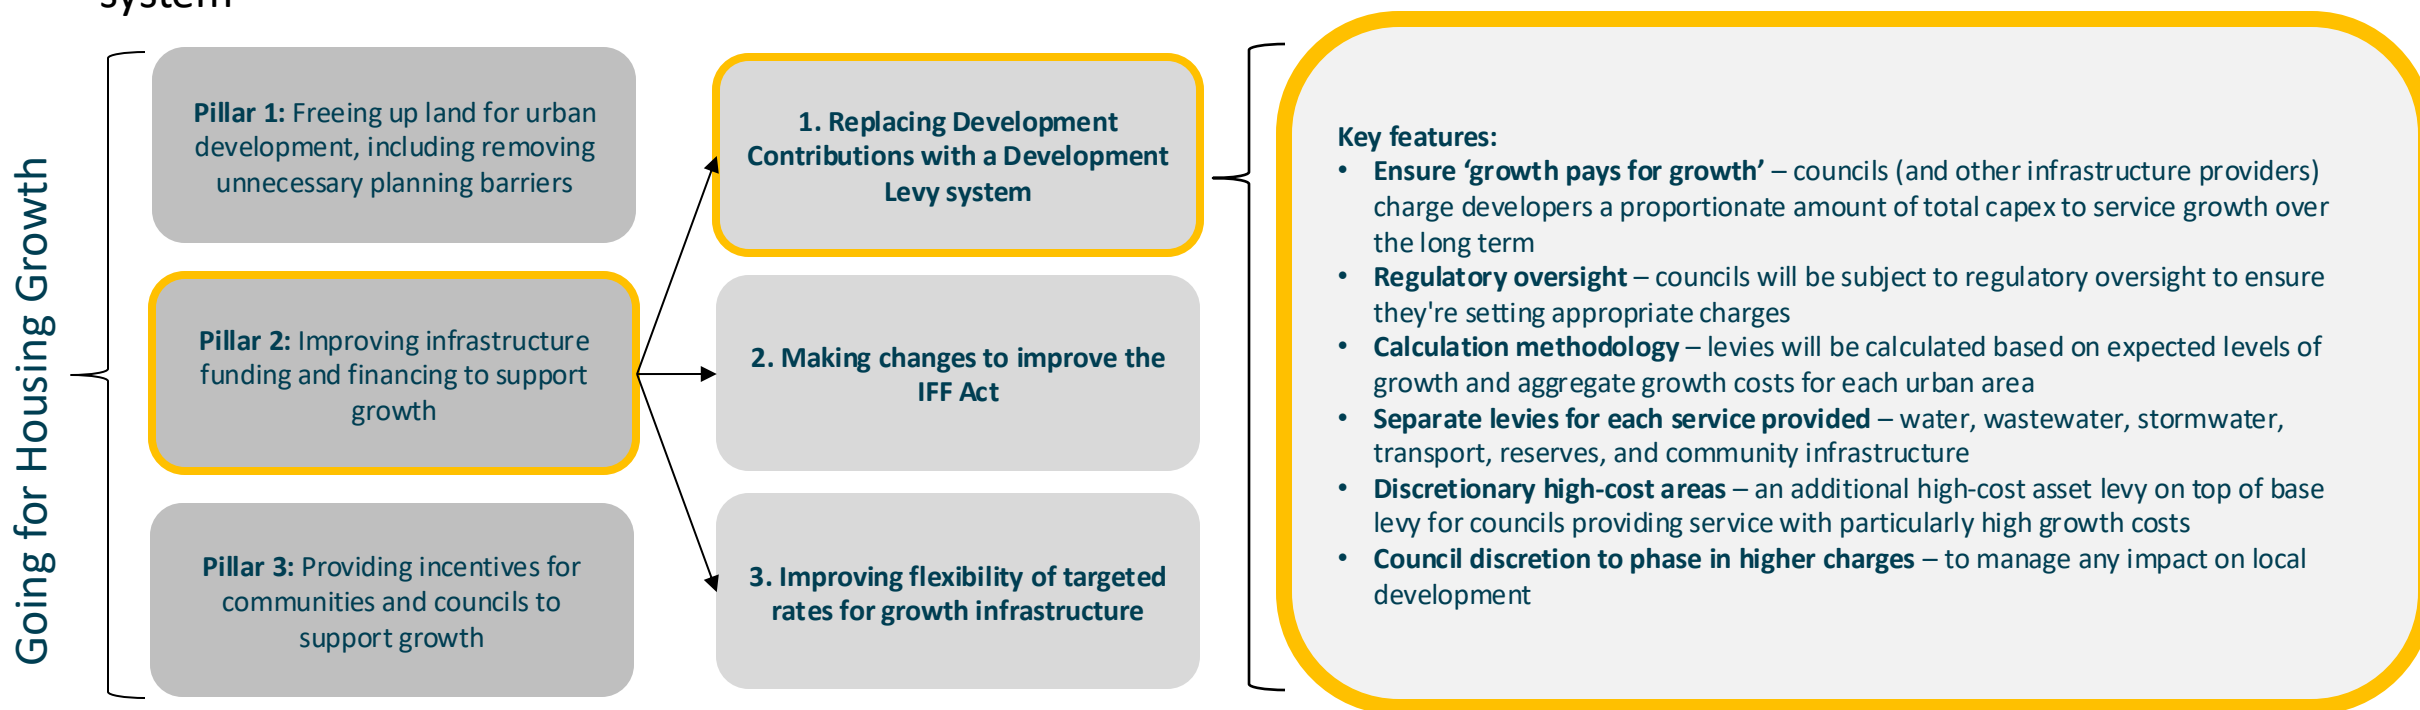 system
Going for Housing Growth
Pillar 1: Freeing up land for urban
development, including removing
unnecessary planning barriers
Pillar 2: Improving infrastructure
funding and financing to support
growth
Pillar 3: Providing incentives for
communities and councils to
support growth
1. Replacing Development
Contributions with a Development
Levy system
2. Making changes to improve the
IFF Act
3. Improving flexibility of targeted
rates for growth infrastructure
Key features:
• Ensure ‘growth pays for growth’ – councils (and other infrastructure providers)
charge developers a proportionate amount of total capex to service growth over
the long term
• Regulatory oversight – councils will be subject to regulatory oversight to ensure
they're setting appropriate charges
• Calculation methodology – levies will be calculated based on expected levels of
growth and aggregate growth costs for each urban area
• Separate levies for each service provided – water, wastewater, stormwater,
transport, reserves, and community infrastructure
• Discretionary high-cost areas – an additional high-cost asset levy on top of base
levy for councils providing service with particularly high growth costs
• Council discretion to phase in higher charges – to manage any impact on local
development